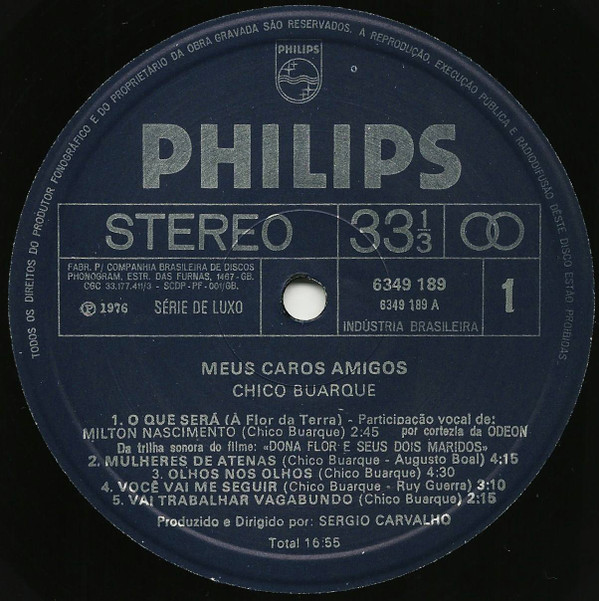 TODOS OS DIREITOS DO PRODUTOR FONOGRÁFICO E DO PROPRIETÁRIO DA OBRA GRAVADA SÃO RESERVADOS. A REPRODUÇÃO, EXECUÇÃO PUBLICA E RADIODIFUSÃO DESTE DISCO ESTÃO PROIBIDAS.
PHILIPS
PHILIPS
STEREO
33 1/3
FABR. P/ COMPANHIA BRASILEIRA DE DISCOS
PHONOGRAM, ESTR. DAS FURNAS, 1467-GB.
CGC 33.177.411/3 - SCDP-PF-001/GB.
℗ 1976 SÉRIE DE LUXO
6349 189
6349 189 A
INDÚSTRIA BRASILEIRA
1
MEUS CAROS AMIGOS
CHICO BUARQUE
1. O QUE SERÁ (À Flor da Terra) - Participação vocal de:
MILTON NASCIMENTO (Chico Buarque) 2:45 por cortezia da ODEON
Da trilha sonora do filme: «DONA FLOR E SEUS DOIS MARIDOS»
2. MULHERES DE ATENAS (Chico Buarque - Augusto Boal) 4:15
3. OLHOS NOS OLHOS (Chico Buarque) 4:30
4. VOCÊ VAI ME SEGUIR (Chico Buarque - Ruy Guerra) 3:10
5. VAI TRABALHAR VAGABUNDO (Chico Buarque) 2:15
Produzido e Dirigido por: SERGIO CARVALHO
Total 16:55